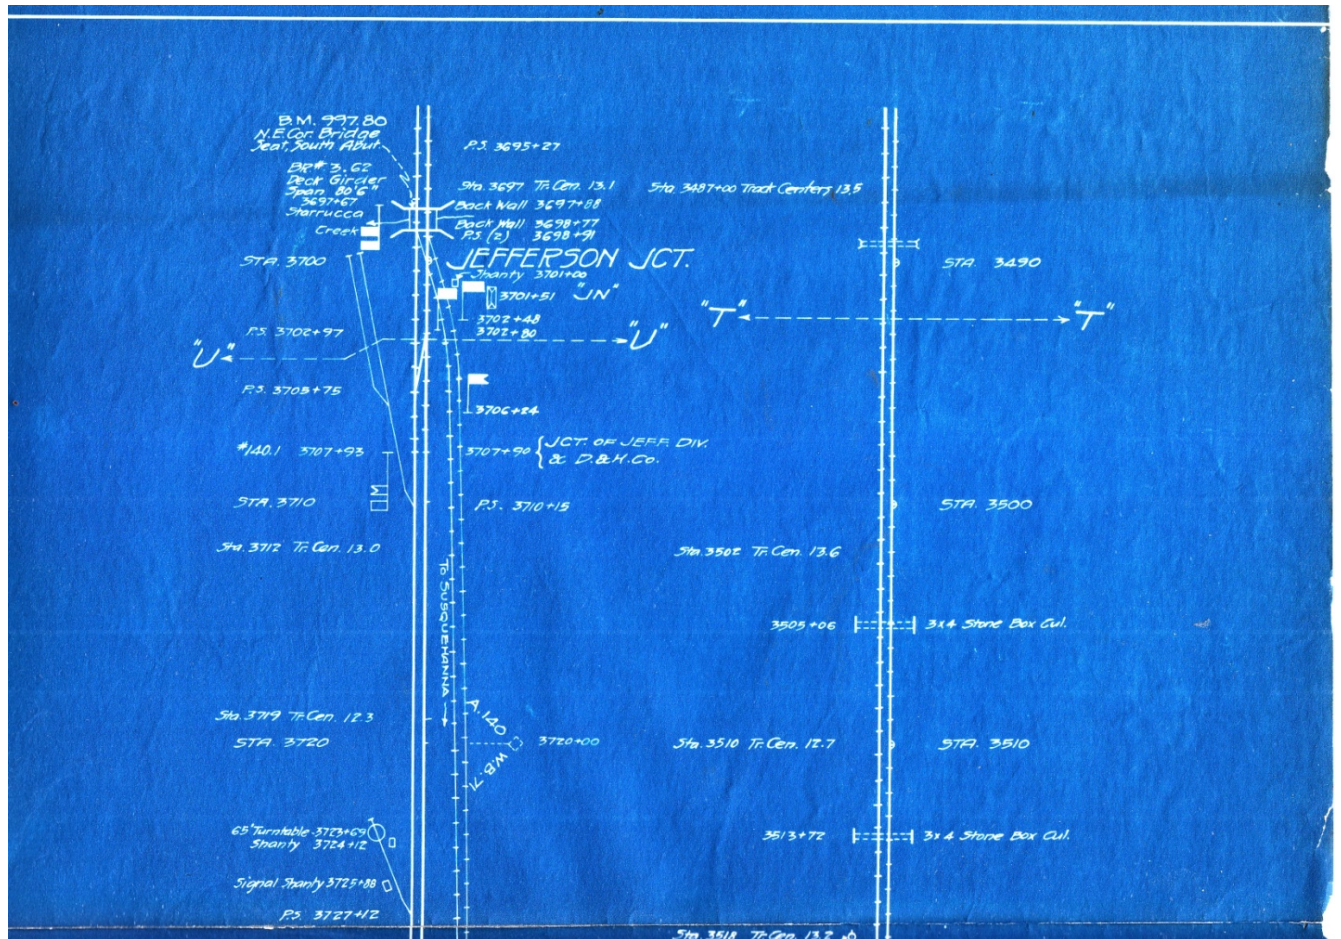 B.M. 997.80
N.E. Cor. Bridge
Seat, South Abut.
BR# 3.62
Deck Girder
Span 80'6"
3697+67
Starrucca
Creek
P.S. 3695+27
Sta. 3697 Tr. Cen. 13.1
Back Wall 3697+88
Back Wall 3698+77
P.S. (2) 3698+91
JEFFERSON JCT.
STA. 3700
Shanty 3701+00
3701+51 "JN"
3702+48
3702+80
P.S. 3702+97
"U" "U"
P.S. 3705+75
3706+24
#140.1 3707+93
3707+90 { JCT. OF JEFF. DIV.
& D.&H. Co.
M
STA. 3710
P.S. 3710+15
Sta. 3712 Tr. Cen. 13.0
To SUSQUEHANNA
Sta. 3719 Tr. Cen. 12.3
STA. 3720
A.140
W.B.71
3720+00
65' Turntable 3723+69
Shanty 3724+12
Signal Shanty 3725+88
P.S. 3727+12
Sta. 3487+00 Track Centers 13.5
STA. 3490
"T" "T"
STA. 3500
Sta. 3502 Tr. Cen. 13.6
3505+06 3x4 Stone Box Cul.
Sta. 3510 Tr. Cen. 12.7
STA. 3510
3513+72 3x4 Stone Box Cul.
Sta. 3518 Tr. Cen. 13.2